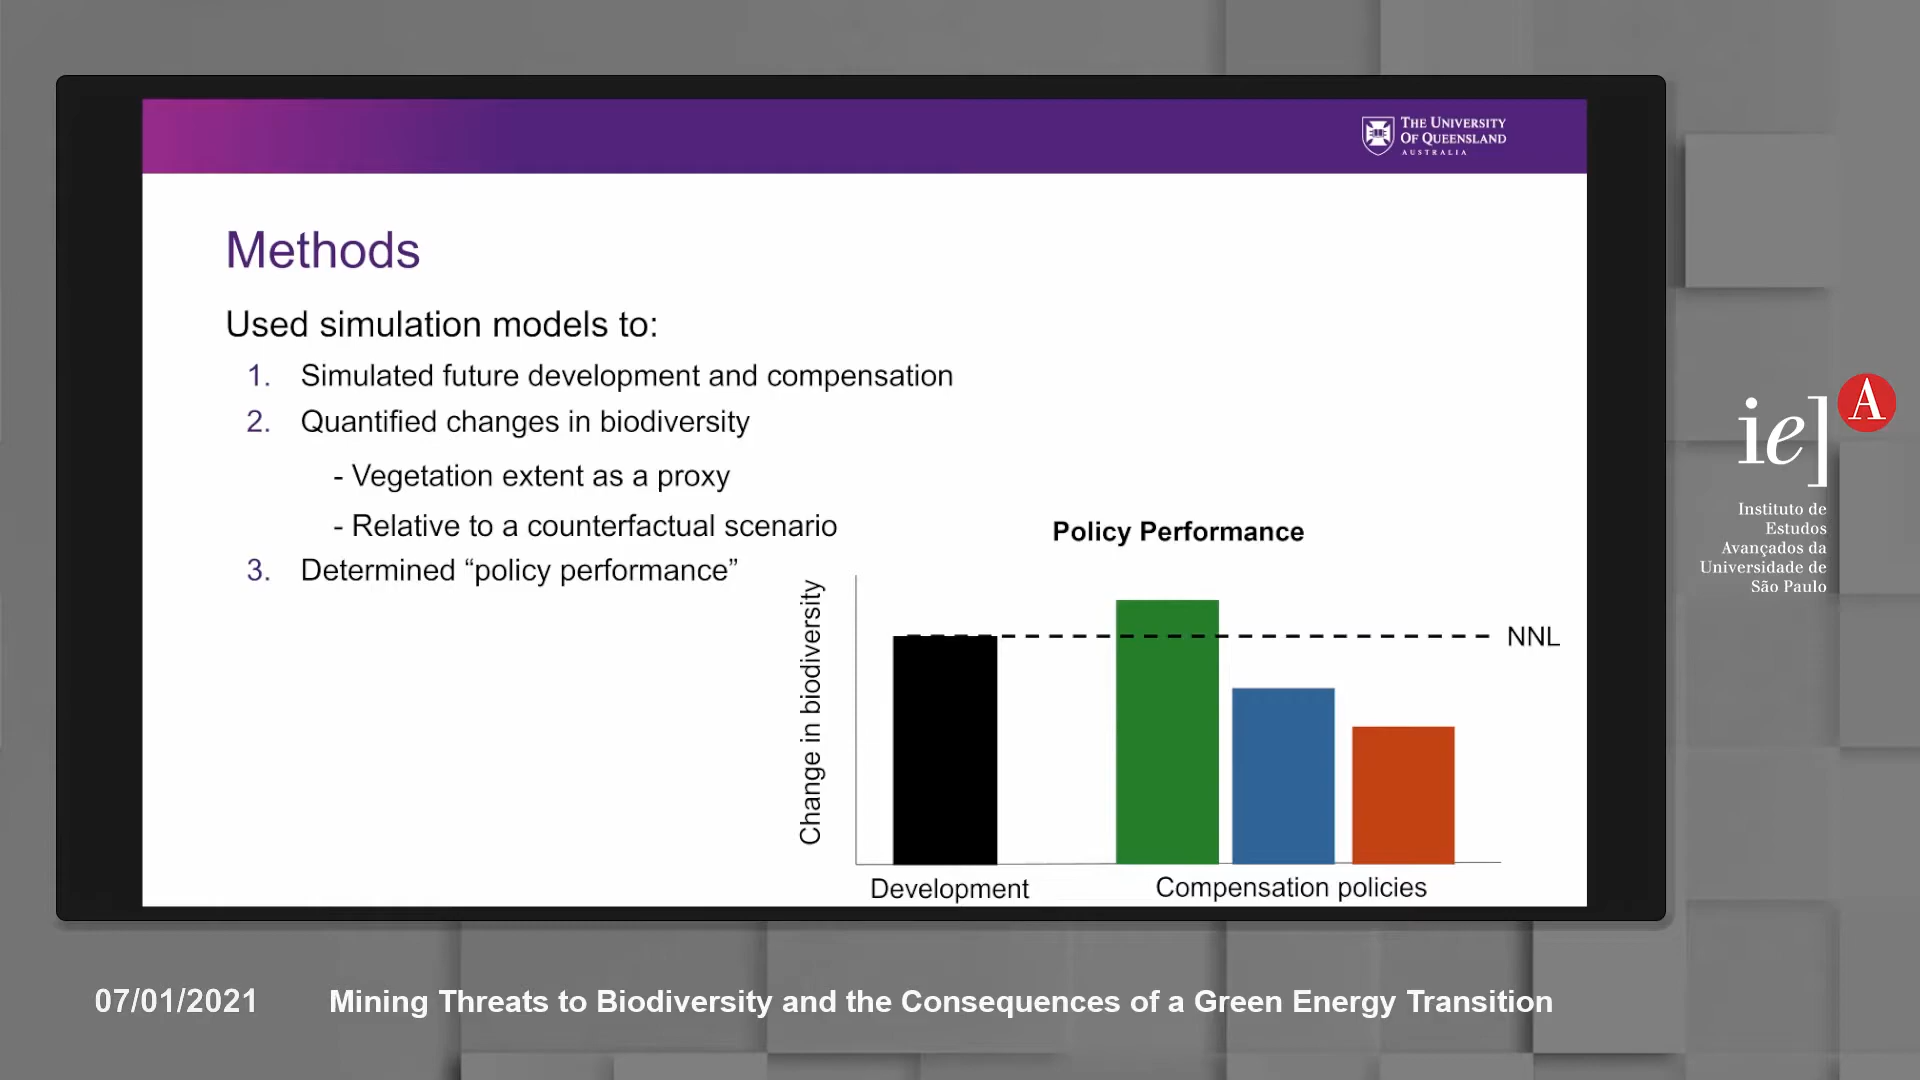 THE UNIVERSITY
OF QUEENSLAND
AUSTRALIA
Methods
Used simulation models to:
1. Simulated future development and compensation
2. Quantified changes in biodiversity
- Vegetation extent as a proxy
- Relative to a counterfactual scenario
3. Determined “policy performance”
Policy Performance
Change in biodiversity
NNL
Development
Compensation policies
ie] A
Instituto de
Estudos
Avançados da
Universidade de
São Paulo
07/01/2021
Mining Threats to Biodiversity and the Consequences of a Green Energy Transition